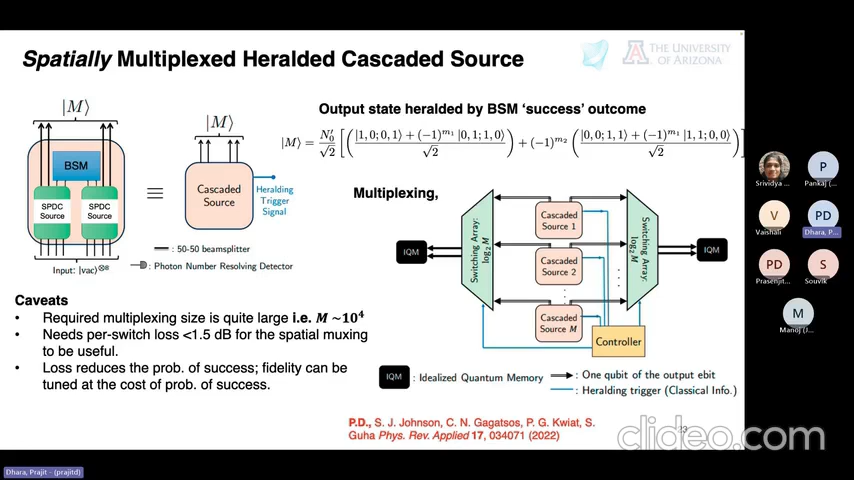 Spatially Multiplexed Heralded Cascaded Source
THE UNIVERSITY
OF ARIZONA
|M⟩
BSM
SPDC
Source
SPDC
Source
Input: |vac⟩⊗8
≡
|M⟩
Cascaded
Source
Heralding
Trigger
Signal
: 50-50 beamsplitter
: Photon Number Resolving Detector
Output state heralded by BSM ‘success’ outcome
|M⟩ = N′0/√2 [ ( |1,0;0,1⟩ + (−1)^m1 |0,1;1,0⟩ / √2 ) + (−1)^m2 ( |0,0;1,1⟩ + (−1)^m1 |1,1;0,0⟩ / √2 ) ]
Multiplexing,
IQM
Switching Array:
log2 M
Cascaded
Source 1
Cascaded
Source 2
Cascaded
Source M
Switching Array:
log2 M
IQM
Controller
IQM
: Idealized Quantum Memory
: One qubit of the output ebit
: Heralding trigger (Classical Info.)
Caveats
• Required multiplexing size is quite large i.e. M ~10^4
• Needs per-switch loss <1.5 dB for the spatial muxing
to be useful.
• Loss reduces the prob. of success; fidelity can be
tuned at the cost of prob. of success.
P.D., S. J. Johnson, C. N. Gagatsos, P. G. Kwiat, S.
Guha Phys. Rev. Applied 17, 034071 (2022)
clideo.com
Srividya ...
P
Pankaj (...
V
Vaishali
PD
Dhara, P...
PD
Prasenjit...
S
Souvik
M
Manoj (J...
Dhara, Prajit - (prajitd)